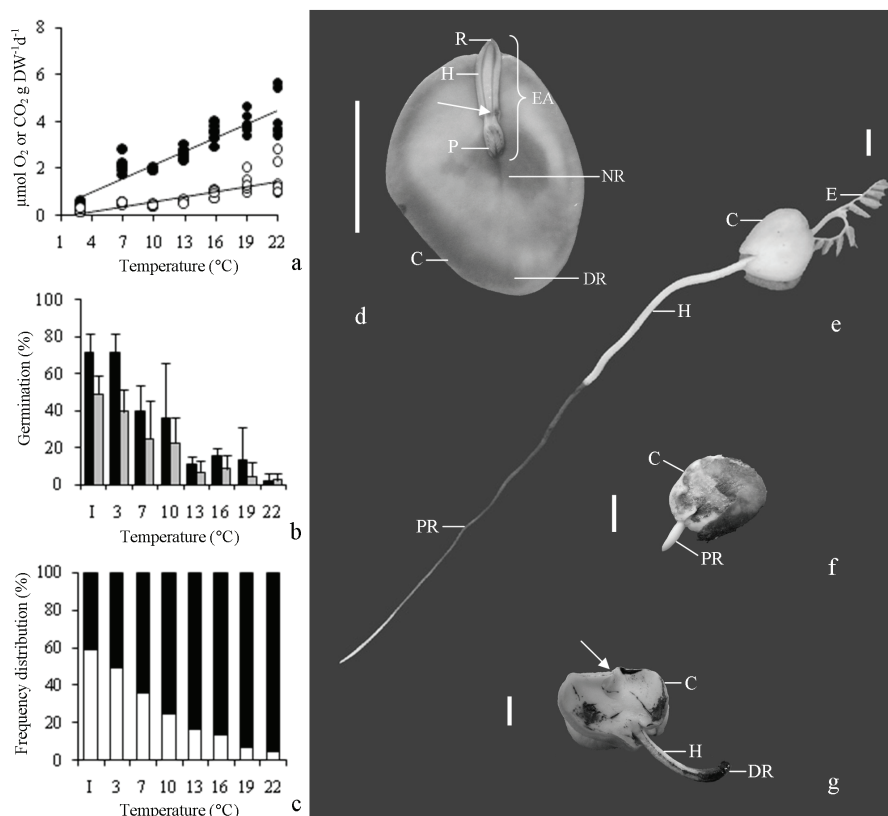 8
6
4
2
0
µmol O₂ or CO₂ g DW⁻¹d⁻¹
1 4 7 10 13 16 19 22
Temperature (°C)
a
100
80
60
40
20
0
Germination (%)
I 3 7 10 13 16 19 22
Temperature (°C)
b
100
80
60
40
20
0
Frequency distribution (%)
I 3 7 10 13 16 19 22
Temperature (°C)
c
R
H
EA
P
NR
C
DR
d
E
C
H
PR
e
C
PR
f
C
H
DR
g